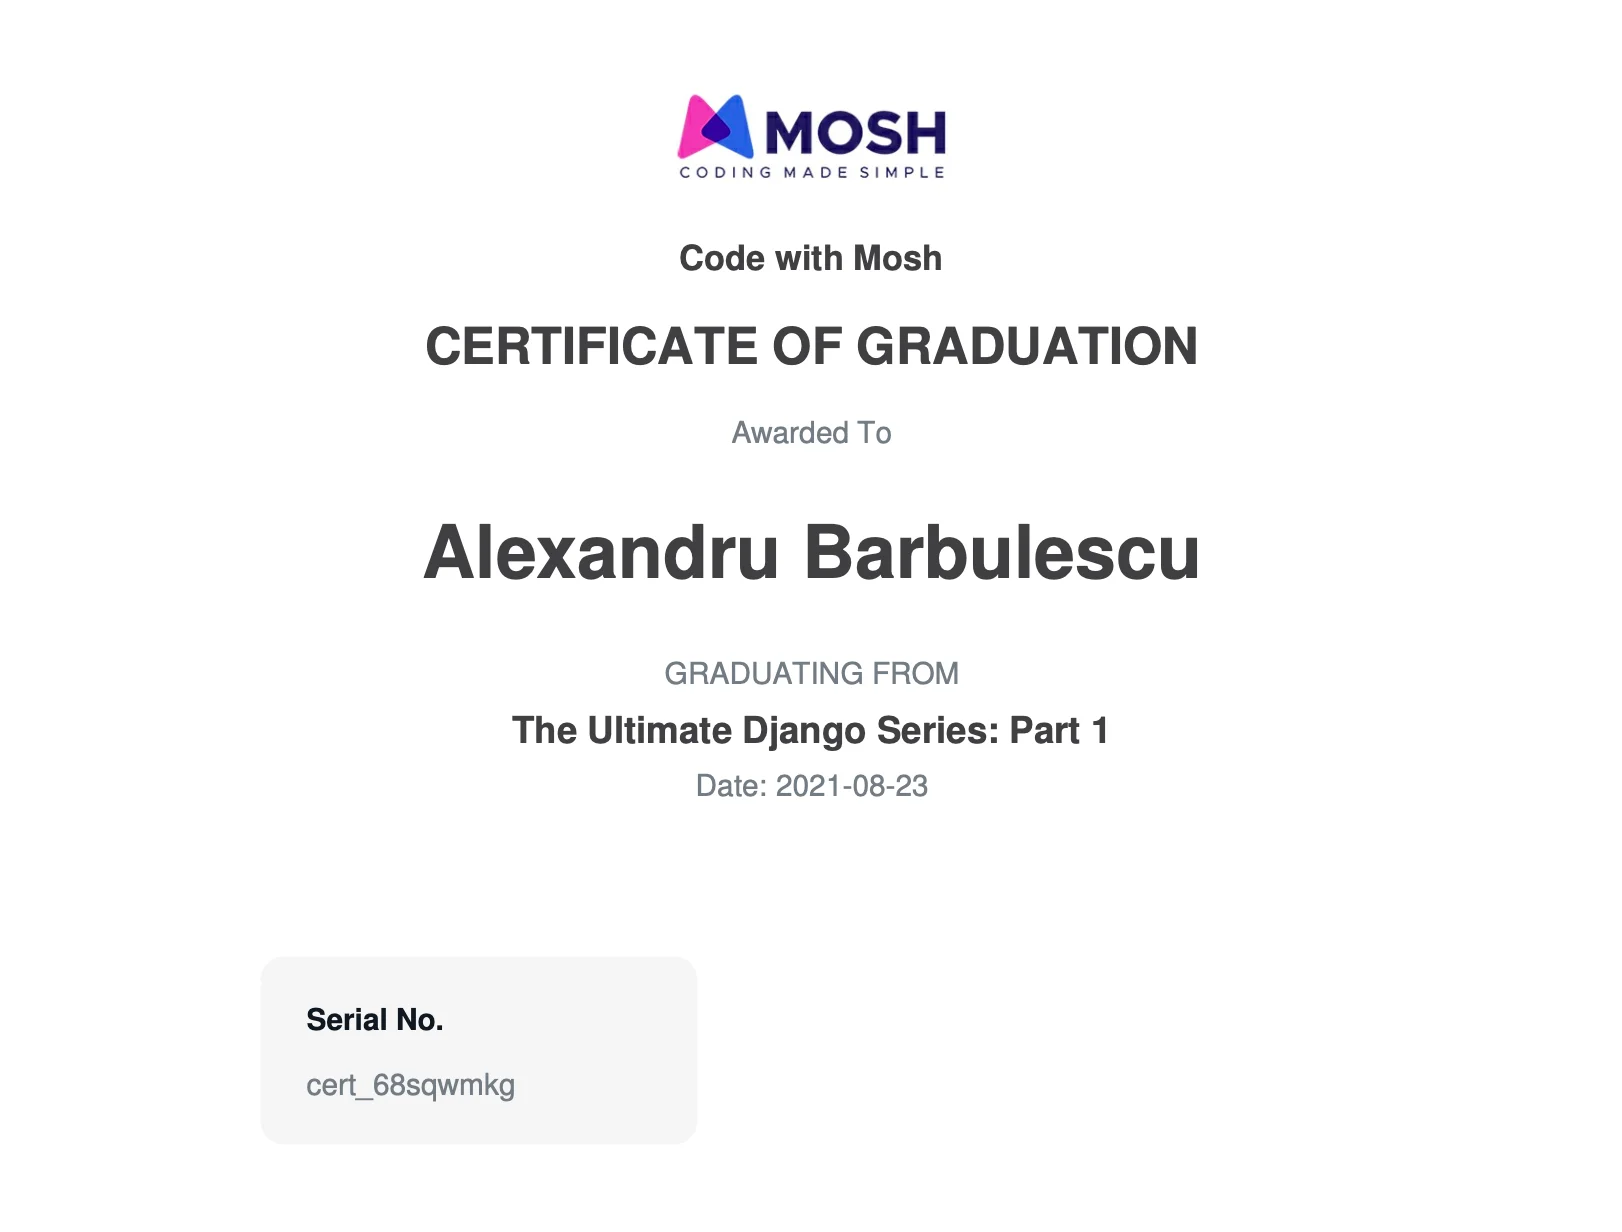 MOSH
CODING MADE SIMPLE
Code with Mosh
CERTIFICATE OF GRADUATION
Awarded To
Alexandru Barbulescu
GRADUATING FROM
The Ultimate Django Series: Part 1
Date: 2021-08-23
Serial No.
cert_68sqwmkg